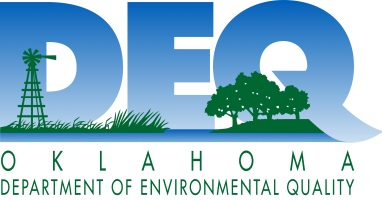 DEQ
OKLAHOMA
DEPARTMENT OF ENVIRONMENTAL QUALITY